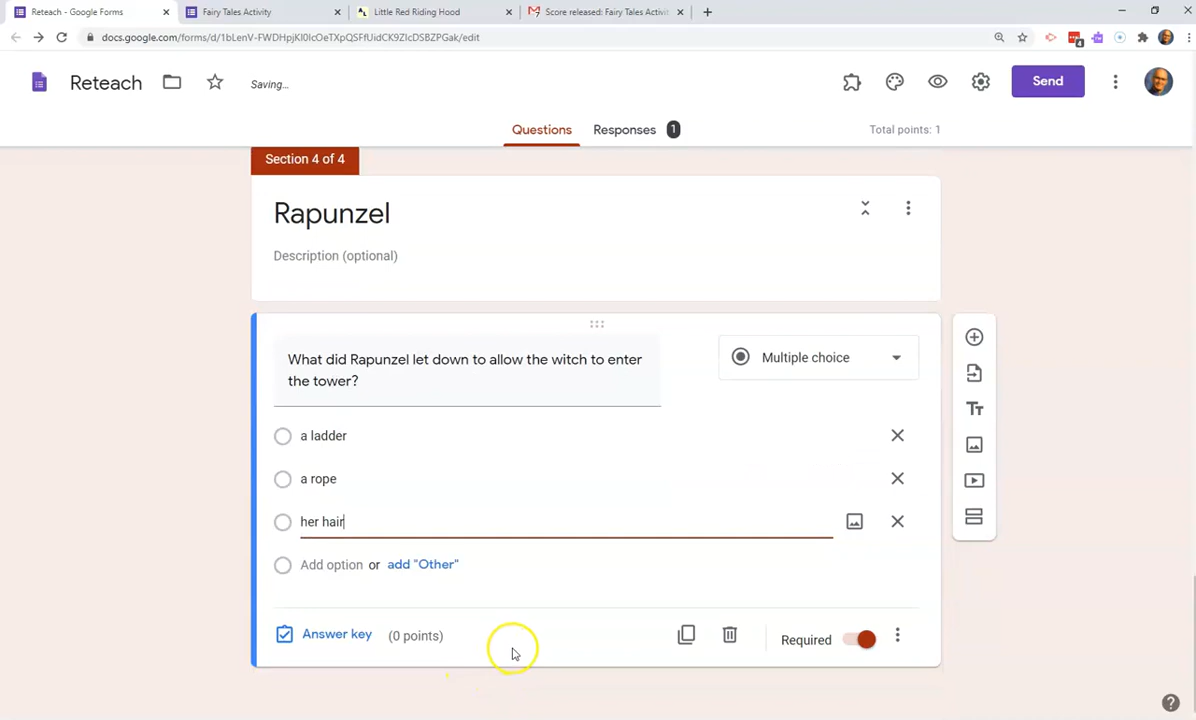 Reteach - Google Forms
Fairy Tales Activity
Little Red Riding Hood
Score released: Fairy Tales Activit
docs.google.com/forms/d/1bLenV-FWDHpjKl0lcOeTXpQSFfUidCK9ZlcDSBZPGak/edit
4
Reteach
Saving...
Send
Questions
Responses
1
Total points: 1
Section 4 of 4
Rapunzel
Description (optional)
What did Rapunzel let down to allow the witch to enter
the tower?
Multiple choice
a ladder
a rope
her hair
Add option or add "Other"
Answer key
(0 points)
Required
Tт
?